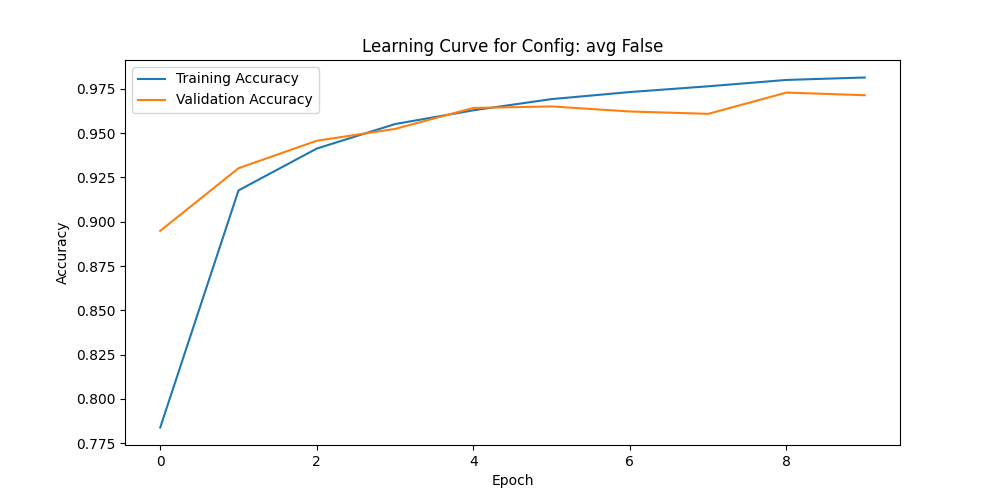 Learning Curve for Config: avg False
Training Accuracy
Validation Accuracy
Accuracy
0.975
0.950
0.925
0.900
0.875
0.850
0.825
0.800
0.775
0 2 4 6 8
Epoch